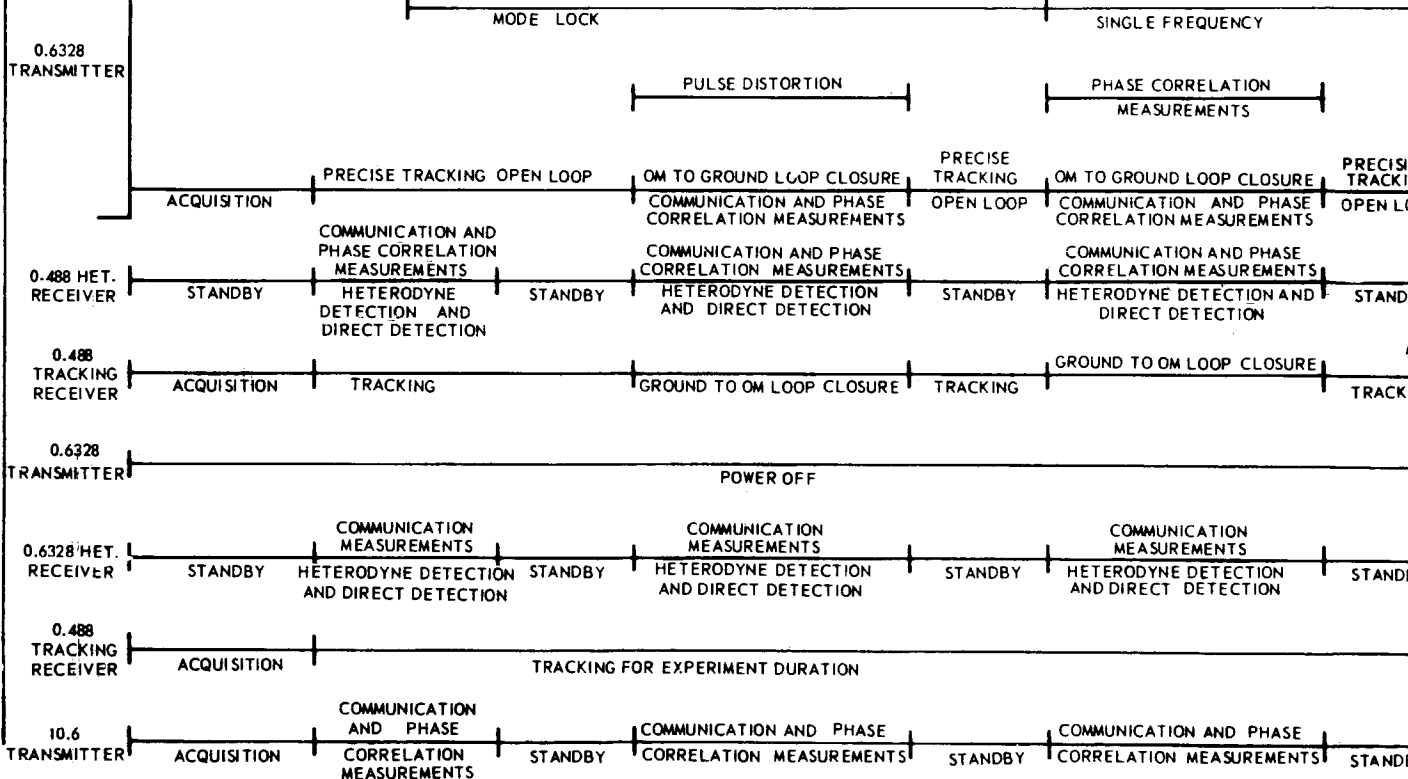 MODE LOCK
SINGLE FREQUENCY
0.6328
TRANSMITTER
PULSE DISTORTION
PHASE CORRELATION
MEASUREMENTS
ACQUISITION
PRECISE TRACKING OPEN LOOP
OM TO GROUND LOOP CLOSURE
COMMUNICATION AND PHASE
CORRELATION MEASUREMENTS
PRECISE
TRACKING
OPEN LOOP
OM TO GROUND LOOP CLOSURE
COMMUNICATION AND PHASE
CORRELATION MEASUREMENTS
PRECIS
TRACKI
OPEN LO
0.488 HET.
RECEIVER
STANDBY
COMMUNICATION AND
PHASE CORRELATION
MEASUREMENTS
HETERODYNE
DETECTION AND
DIRECT DETECTION
STANDBY
COMMUNICATION AND PHASE
CORRELATION MEASUREMENTS
HETERODYNE DETECTION
AND DIRECT DETECTION
STANDBY
COMMUNICATION AND PHASE
CORRELATION MEASUREMENTS
HETERODYNE DETECTION AND
DIRECT DETECTION
STAND
0.488
TRACKING
RECEIVER
ACQUISITION
TRACKING
GROUND TO OM LOOP CLOSURE
TRACKING
GROUND TO OM LOOP CLOSURE
TRACK
0.6328
TRANSMITTER
POWER OFF
0.6328 HET.
RECEIVER
STANDBY
COMMUNICATION
MEASUREMENTS
HETERODYNE DETECTION
AND DIRECT DETECTION
STANDBY
COMMUNICATION
MEASUREMENTS
HETERODYNE DETECTION
AND DIRECT DETECTION
STANDBY
COMMUNICATION
MEASUREMENTS
HETERODYNE DETECTION
AND DIRECT DETECTION
STAND
0.488
TRACKING
RECEIVER
ACQUISITION
TRACKING FOR EXPERIMENT DURATION
10.6
TRANSMITTER
ACQUISITION
COMMUNICATION
AND PHASE
CORRELATION
MEASUREMENTS
STANDBY
COMMUNICATION AND PHASE
CORRELATION MEASUREMENTS
STANDBY
COMMUNICATION AND PHASE
CORRELATION MEASUREMENTS
STAND